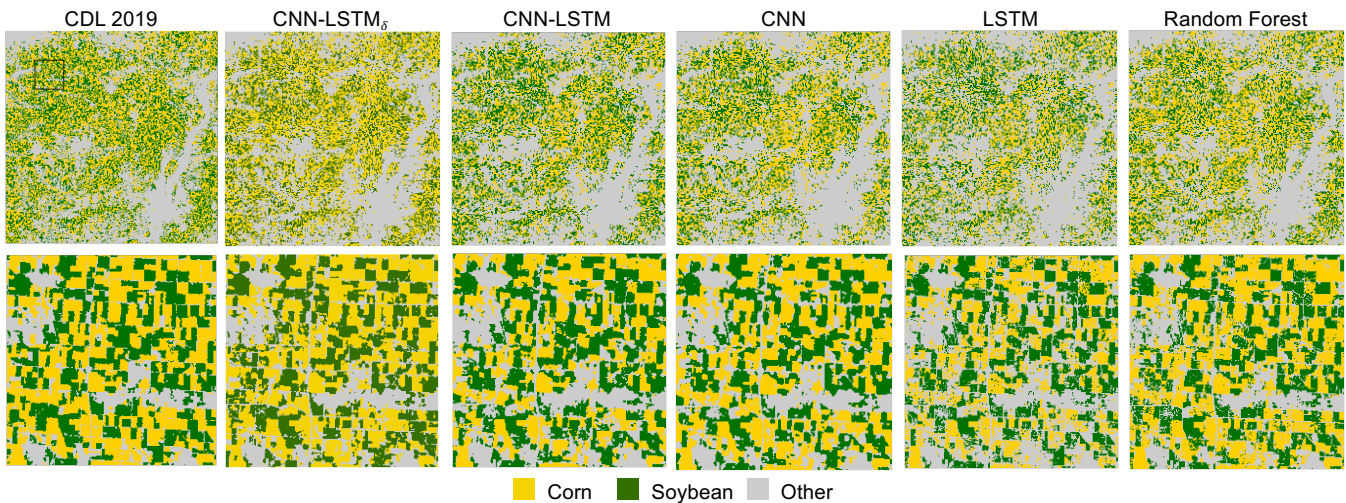 CDL 2019 CNN-LSTMδ CNN-LSTM CNN LSTM Random Forest
Corn Soybean Other